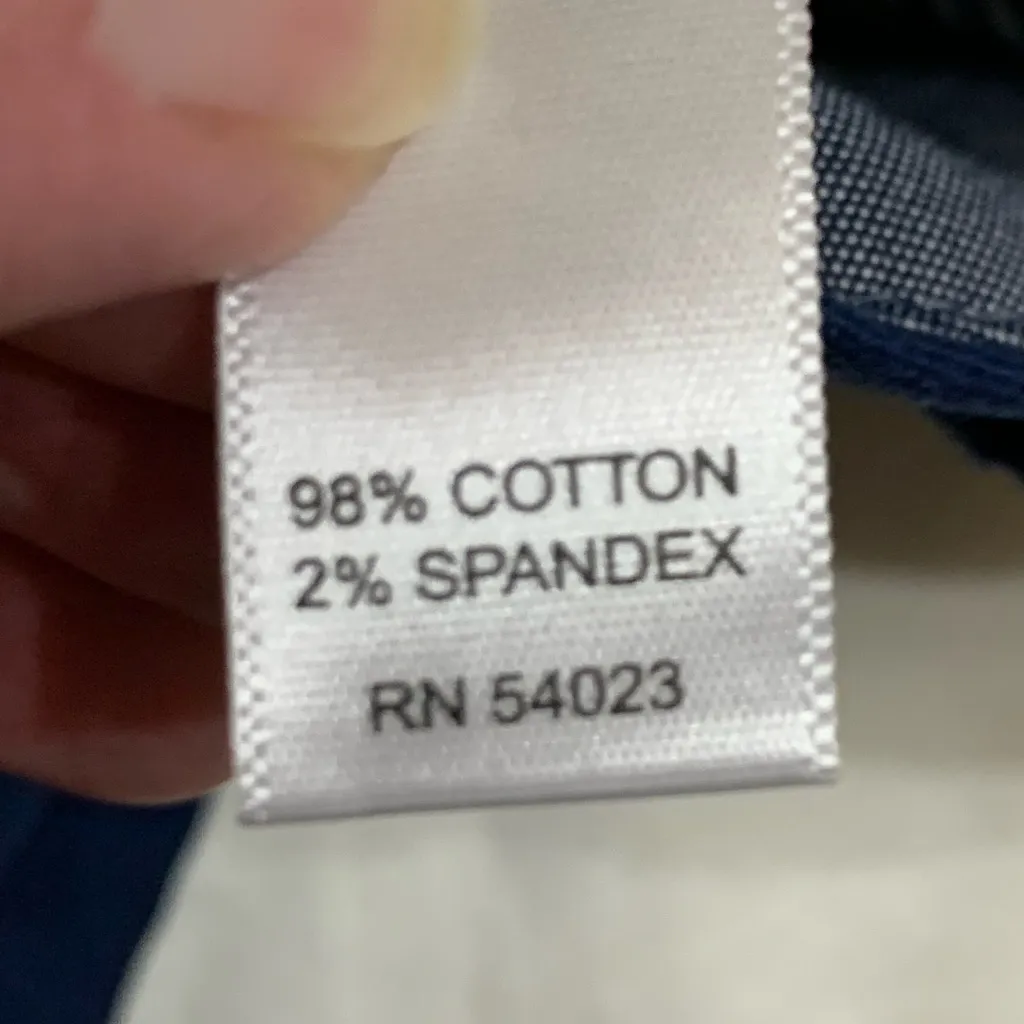 98% COTTON
2% SPANDEX
RN 54023